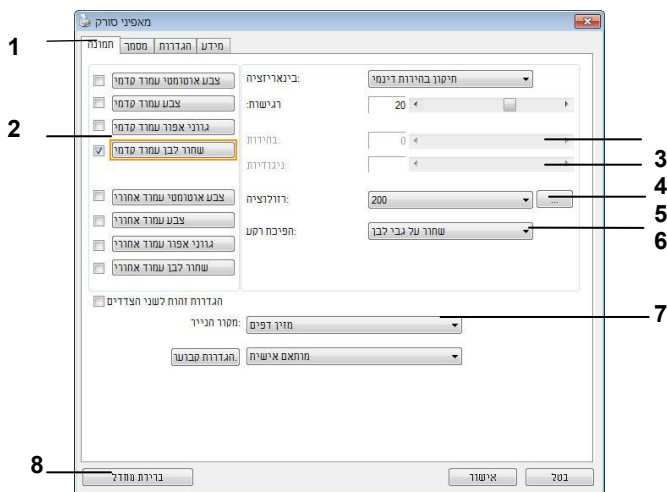 מאפיני סורק
תמונה מסמך הגדרות מידע
צבע אוטומטי עמוד קדמי
צבע עמוד קדמי
גווני אפור עמוד קדמי
שחור לבן עמוד קדמי
צבע אוטומטי עמוד אחורי
צבע עמוד אחורי
גווני אפור עמוד אחורי
שחור לבן עמוד אחורי
בינאריזציה:
תיקון בהירות דינמי
רגישות:
20
בהירות:
0
ניגודיות:
רזולוציה:
200
...
הפיכת רקע:
שחור על גבי לבן
הגדרות זהות לשני הצדדים
מקור הנייר:
מזין דפים
הגדרות קבוער.
מותאם אישית
ברירת מחדל
אישור
בטל
1
2
3
4
5
6
7
8